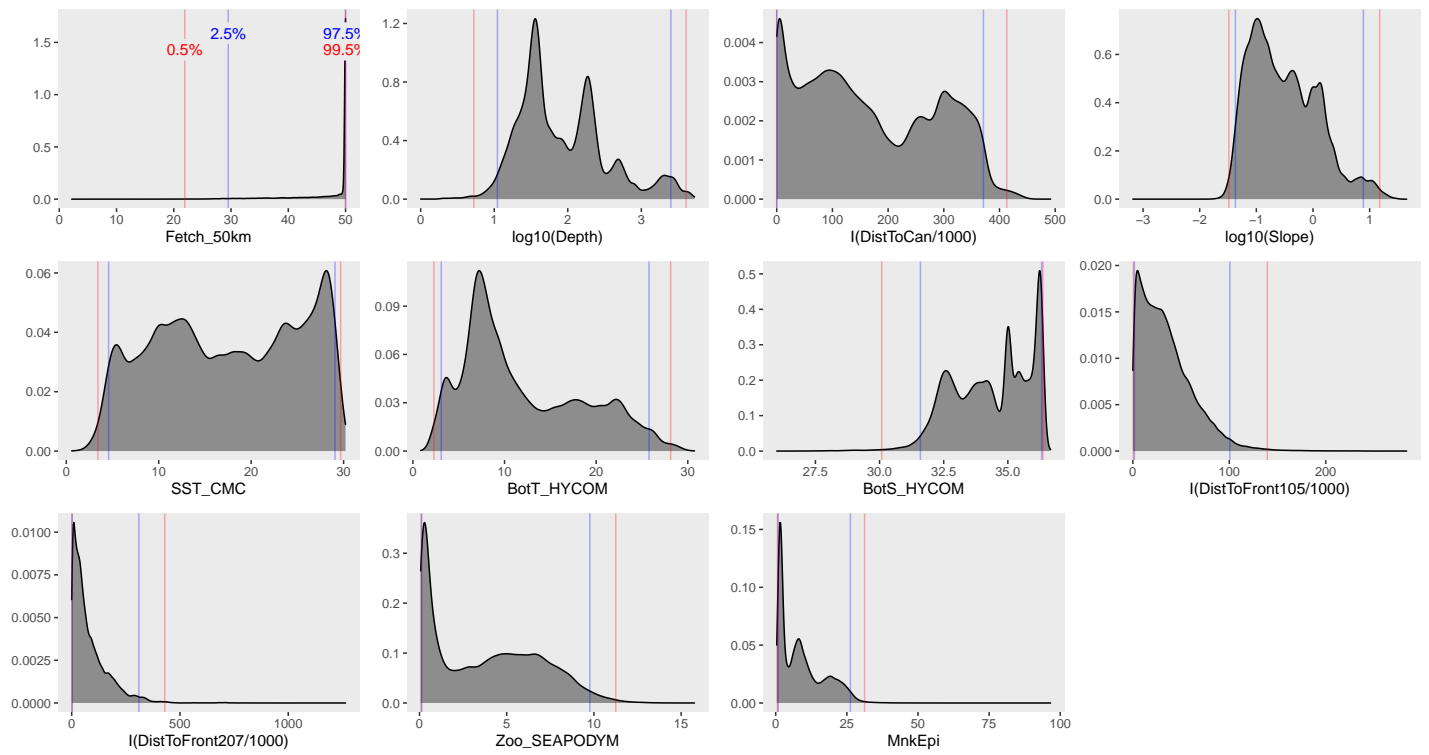 1.5
1.0
0.5
0.0
2.5%
97.5%
0.5%
99.5%
0 10 20 30 40 50
Fetch_50km
1.2
0.8
0.4
0.0
0 1 2 3
log10(Depth)
0.004
0.003
0.002
0.001
0.000
0 100 200 300 400 500
I(DistToCan/1000)
0.6
0.4
0.2
0.0
−3 −2 −1 0 1
log10(Slope)
0.06
0.04
0.02
0.00
0 10 20 30
SST_CMC
0.09
0.06
0.03
0.00
0 10 20 30
BotT_HYCOM
0.5
0.4
0.3
0.2
0.1
0.0
27.5 30.0 32.5 35.0
BotS_HYCOM
0.020
0.015
0.010
0.005
0.000
0 100 200
I(DistToFront105/1000)
0.0100
0.0075
0.0050
0.0025
0.0000
0 500 1000
I(DistToFront207/1000)
0.3
0.2
0.1
0.0
0 5 10 15
Zoo_SEAPODYM
0.15
0.10
0.05
0.00
0 25 50 75 100
MnkEpi